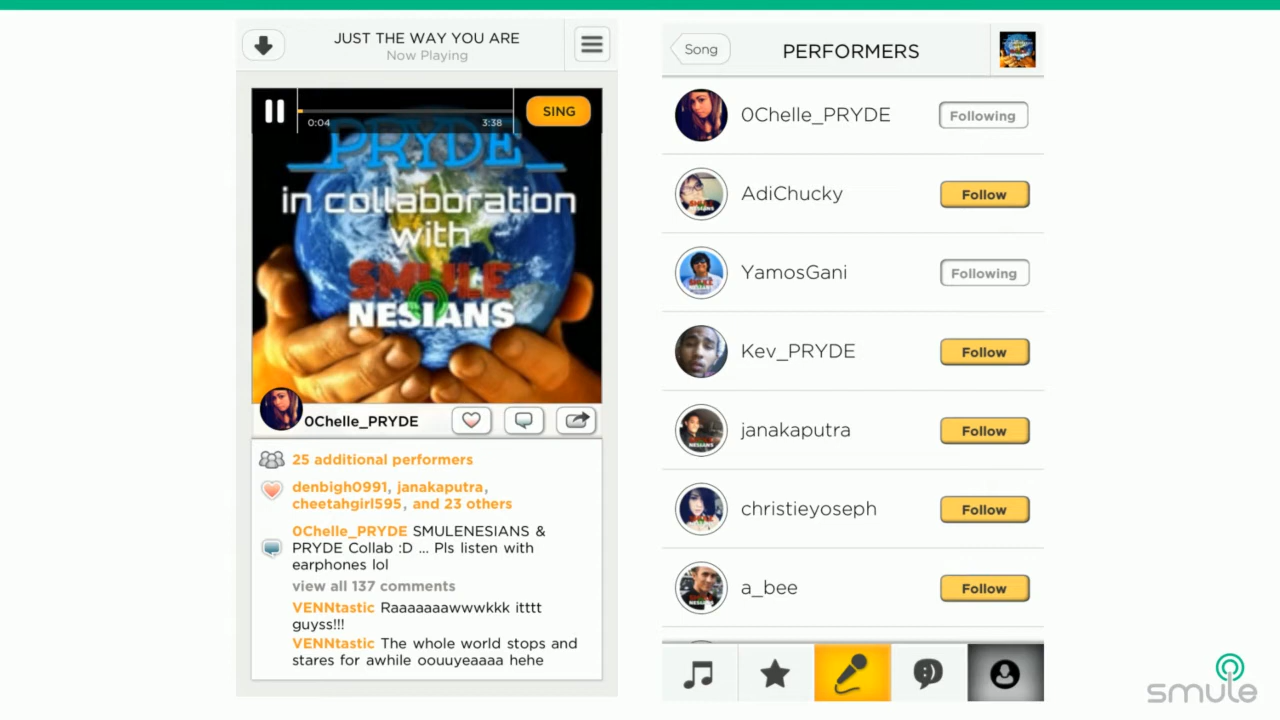 JUST THE WAY YOU ARE
Now Playing
0:04
3:38
SING
_PRYDE_
in collaboration
with
SMULE
NESIANS
0Chelle_PRYDE
25 additional performers
denbigh0991, janakaputra,
cheetahgirl595, and 23 others
0Chelle_PRYDE SMULENESIANS &
PRYDE Collab :D ... Pls listen with
earphones lol
view all 137 comments
VENNtastic Raaaaaaawwwkkk itttt
guyss!!!
VENNtastic The whole world stops and
stares for awhile oouuyeaaaa hehe
Song
PERFORMERS
0Chelle_PRYDE
Following
AdiChucky
Follow
YamosGani
Following
Kev_PRYDE
Follow
janakaputra
Follow
christieyoseph
Follow
a_bee
Follow
smule